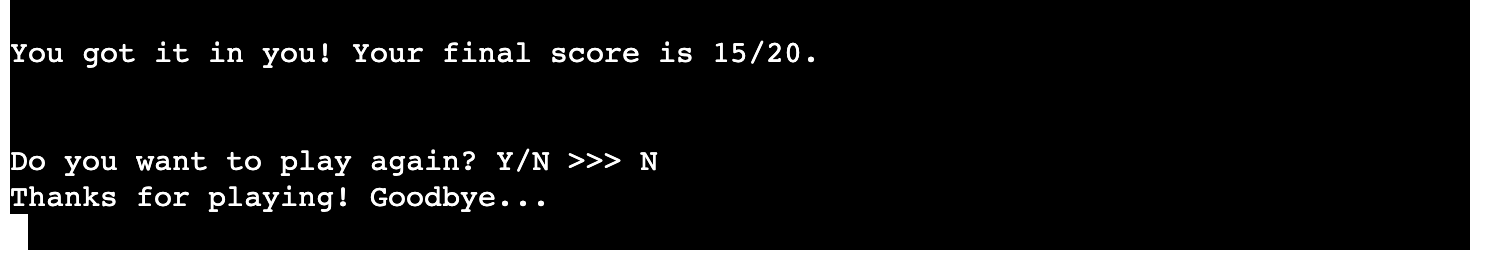 You got it in you! Your final score is 15/20.
Do you want to play again? Y/N >>> N
Thanks for playing! Goodbye...